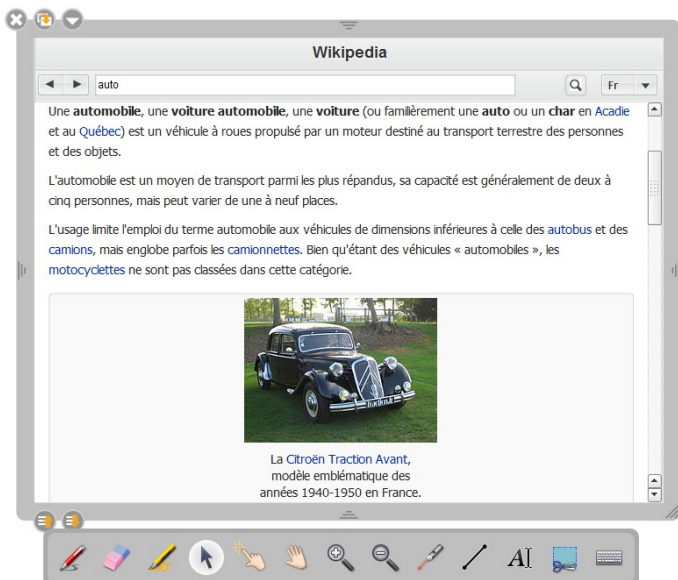 Wikipedia
auto
Fr
Une automobile, une voiture automobile, une voiture (ou familièrement une auto ou un char en Acadie
et au Québec) est un véhicule à roues propulsé par un moteur destiné au transport terrestre des personnes
et des objets.
L'automobile est un moyen de transport parmi les plus répandus, sa capacité est généralement de deux à
cinq personnes, mais peut varier de une à neuf places.
L'usage limite l'emploi du terme automobile aux véhicules de dimensions inférieures à celle des autobus et des
camions, mais englobe parfois les camionnettes. Bien qu'étant des véhicules « automobiles », les
motocyclettes ne sont pas classées dans cette catégorie.
La Citroën Traction Avant,
modèle emblématique des
années 1940-1950 en France.
AI